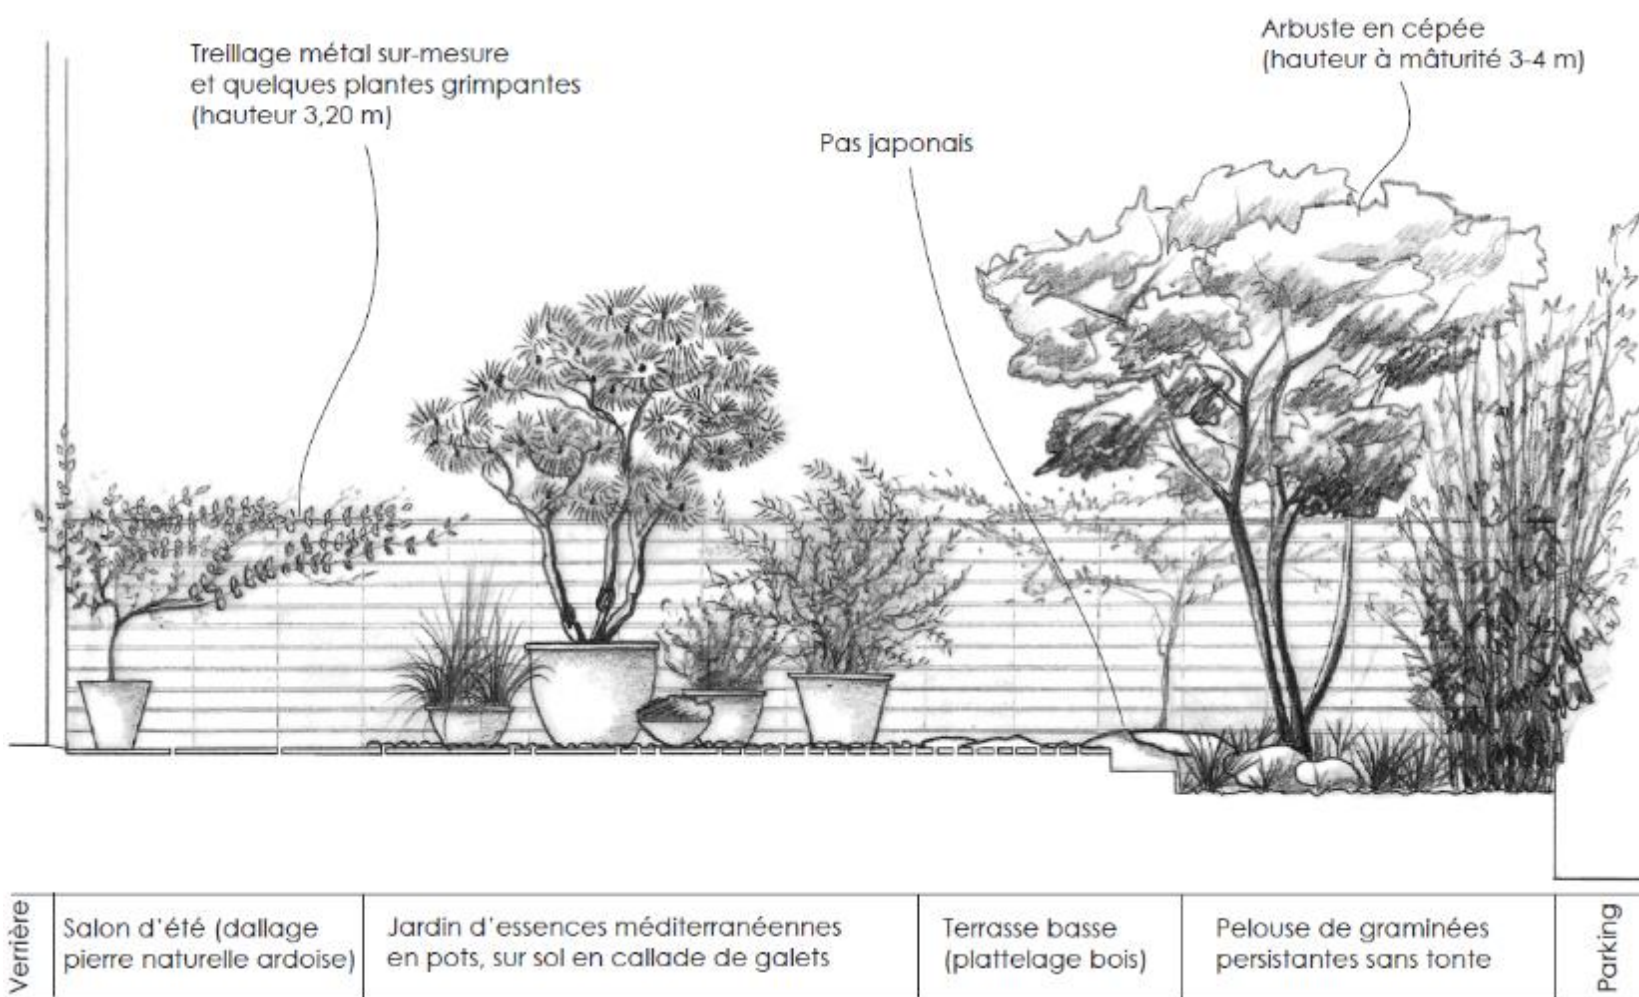 Treillage métal sur-mesure
et quelques plantes grimpantes
(hauteur 3,20 m)
Arbuste en cépée
(hauteur à mâturité 3-4 m)
Pas japonais
Verrière
Salon d'été (dallage
pierre naturelle ardoise)
Jardin d'essences méditerranéennes
en pots, sur sol en callade de galets
Terrasse basse
(plattelage bois)
Pelouse de graminées
persistantes sans tonte
Parking